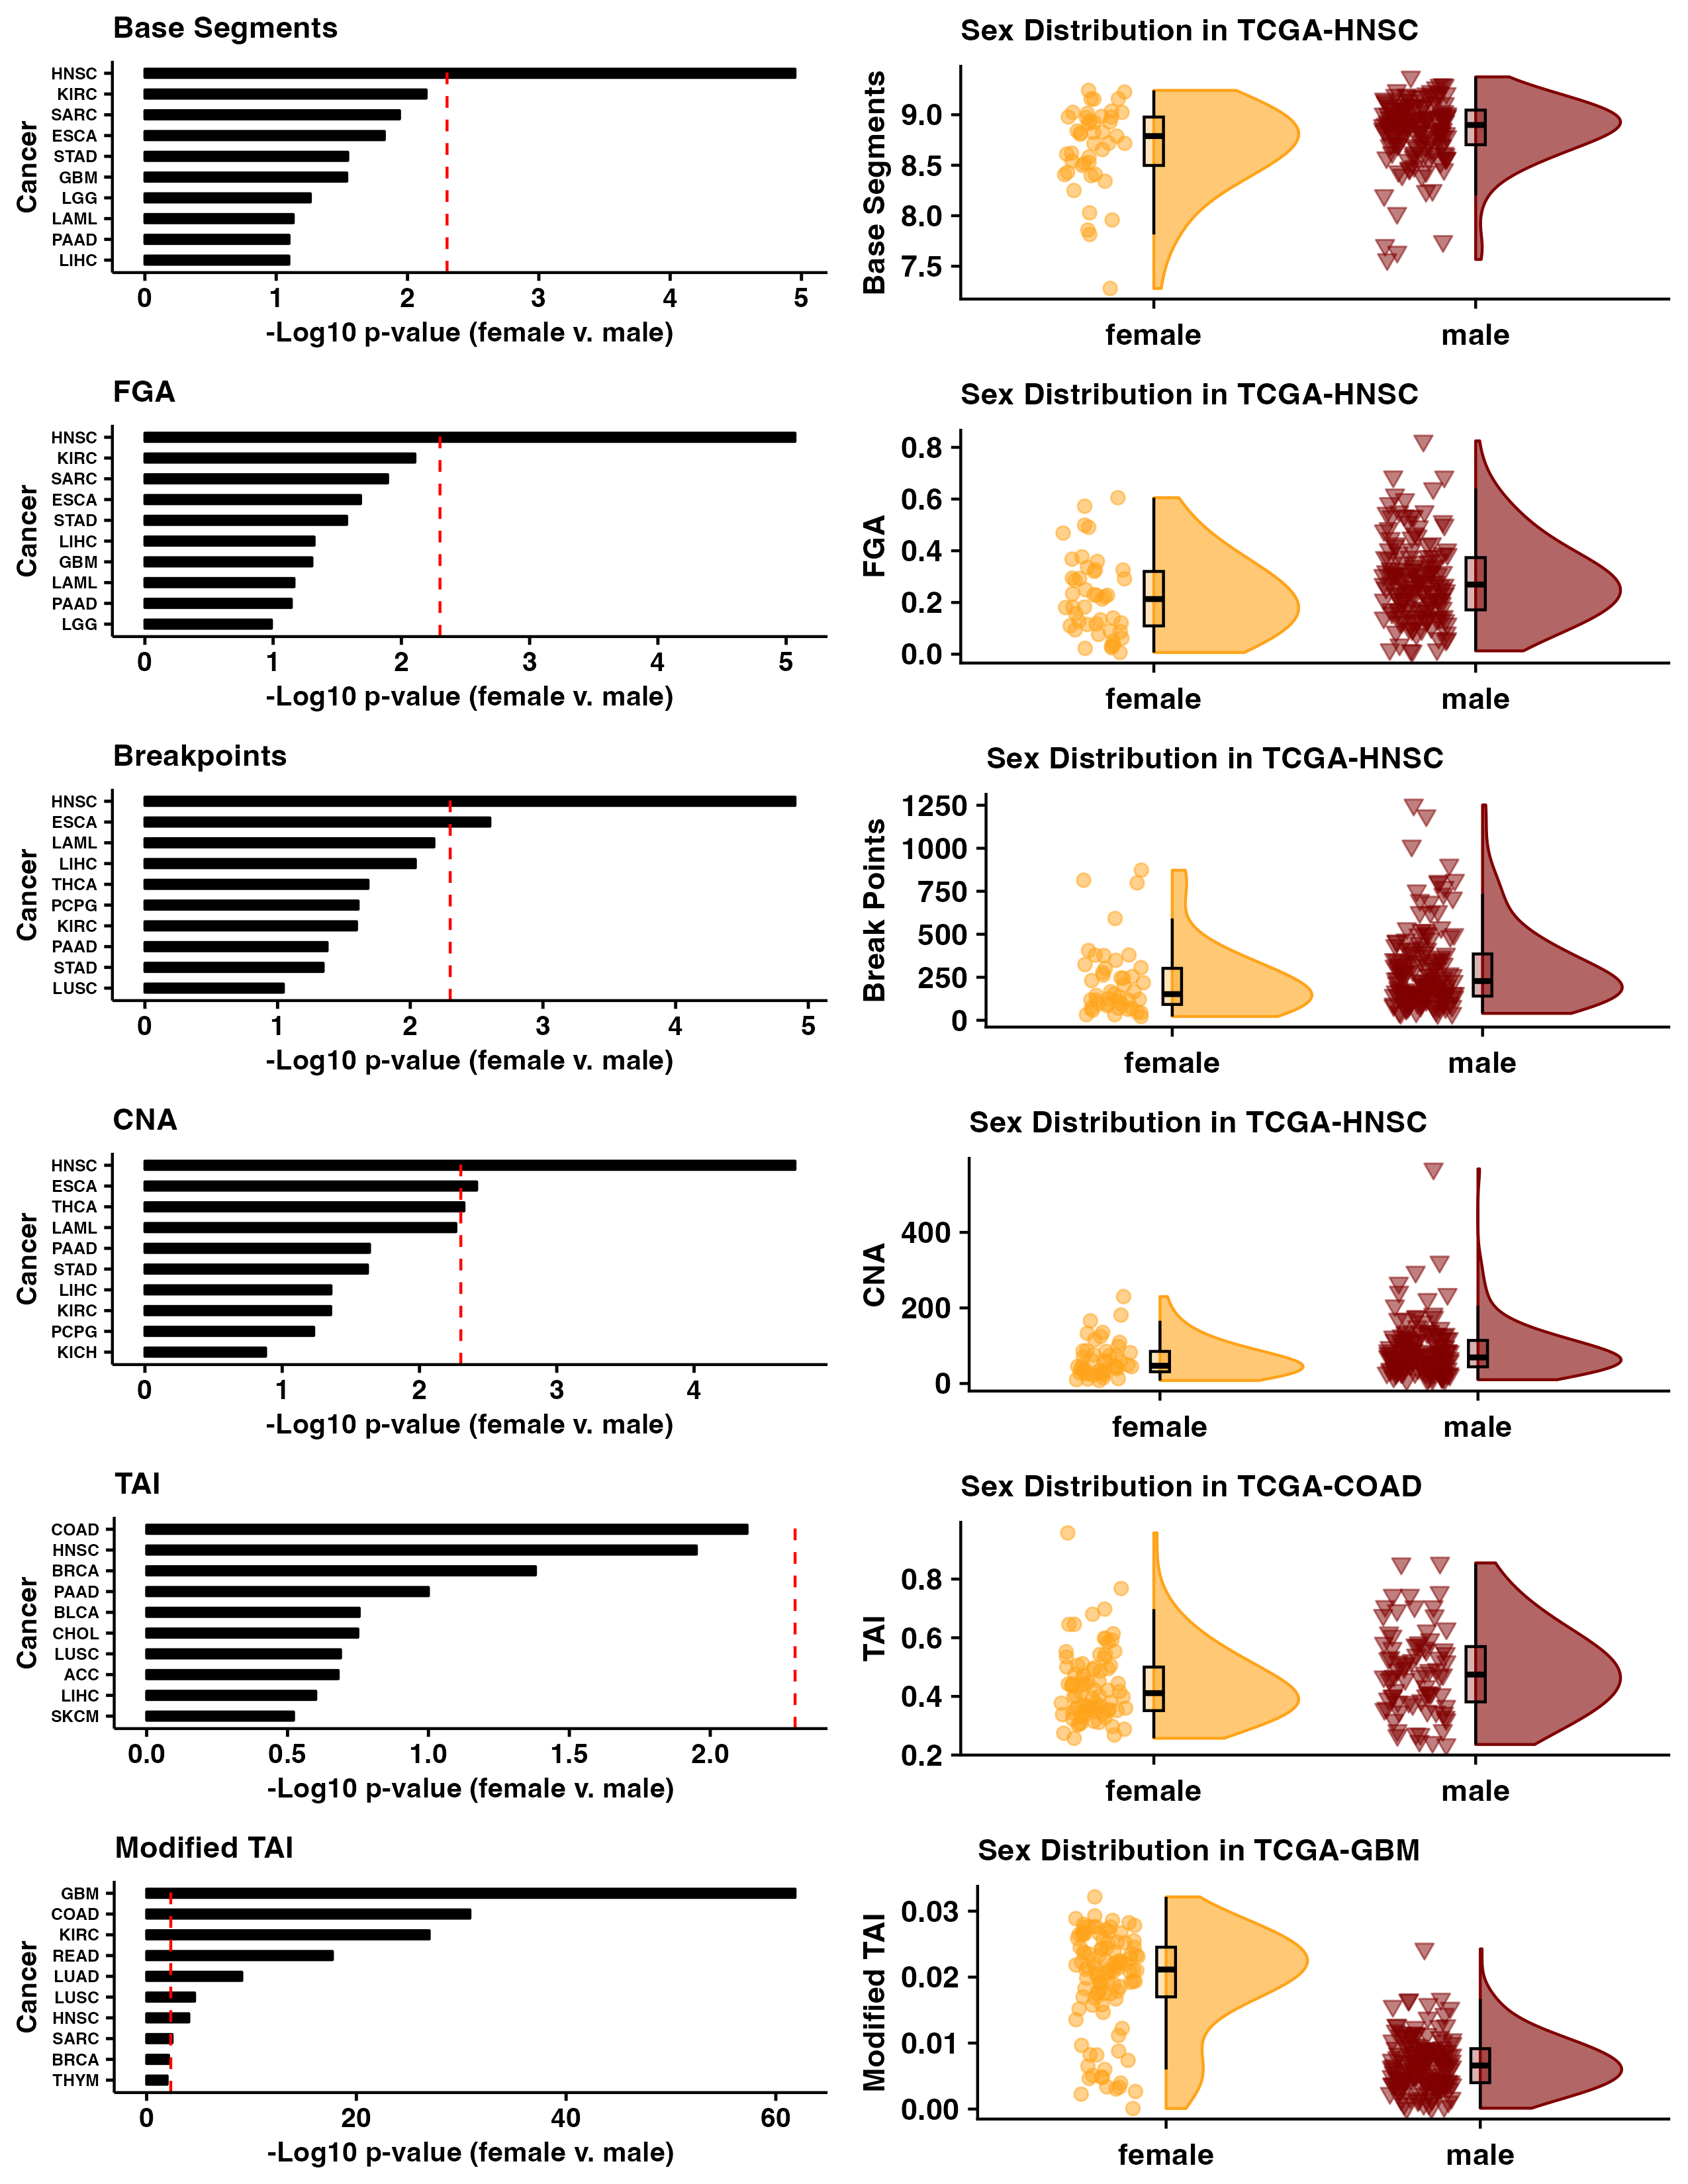 Base Segments
Cancer
HNSC
KIRC
SARC
ESCA
STAD
GBM
LGG
LAML
PAAD
LIHC
0 1 2 3 4 5
-Log10 p-value (female v. male)
Sex Distribution in TCGA-HNSC
Base Segments
9.0
8.5
8.0
7.5
female male
FGA
Cancer
HNSC
KIRC
SARC
ESCA
STAD
LIHC
GBM
LAML
PAAD
LGG
0 1 2 3 4 5
-Log10 p-value (female v. male)
Sex Distribution in TCGA-HNSC
FGA
0.8
0.6
0.4
0.2
0.0
female male
Breakpoints
Cancer
HNSC
ESCA
LAML
LIHC
THCA
PCPG
KIRC
PAAD
STAD
LUSC
0 1 2 3 4 5
-Log10 p-value (female v. male)
Sex Distribution in TCGA-HNSC
Break Points
1250
1000
750
500
250
0
female male
CNA
Cancer
HNSC
ESCA
THCA
LAML
PAAD
STAD
LIHC
KIRC
PCPG
KICH
0 1 2 3 4
-Log10 p-value (female v. male)
Sex Distribution in TCGA-HNSC
CNA
400
200
0
female male
TAI
Cancer
COAD
HNSC
BRCA
PAAD
BLCA
CHOL
LUSC
ACC
LIHC
SKCM
0.0 0.5 1.0 1.5 2.0
-Log10 p-value (female v. male)
Sex Distribution in TCGA-COAD
TAI
0.8
0.6
0.4
0.2
female male
Modified TAI
Cancer
GBM
COAD
KIRC
READ
LUAD
LUSC
HNSC
SARC
BRCA
THYM
0 20 40 60
-Log10 p-value (female v. male)
Sex Distribution in TCGA-GBM
Modified TAI
0.03
0.02
0.01
0.00
female male